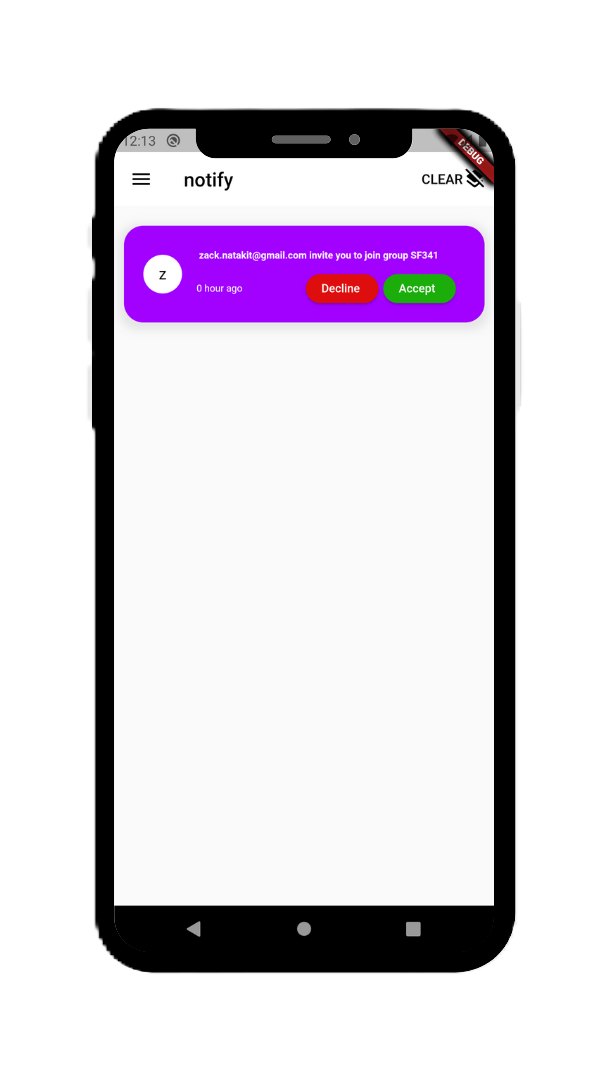 12:13
DEBUG
notify
CLEAR
zack.natakit@gmail.com invite you to join group SF341
z
0 hour ago
Decline
Accept